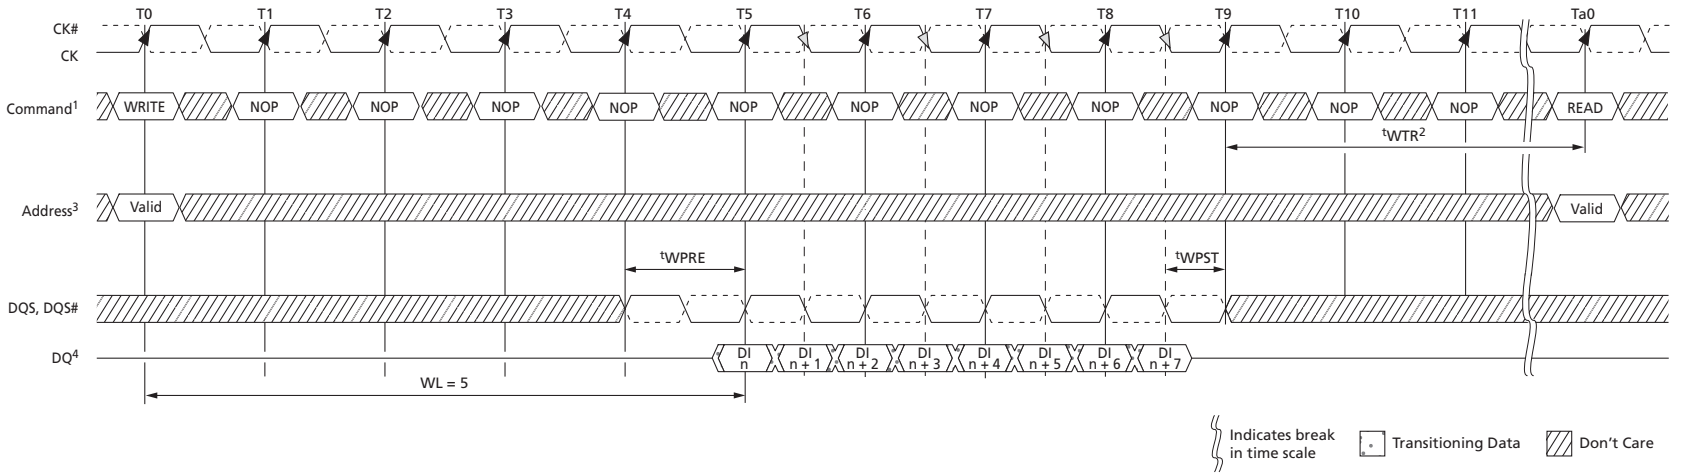 T0 T1 T2 T3 T4 T5 T6 T7 T8 T9 T10 T11 Ta0
CK#
CK
Command¹ WRITE NOP NOP NOP NOP NOP NOP NOP NOP NOP NOP NOP READ
ᵗWTR²
Address³ Valid Valid
ᵗWPRE ᵗWPST
DQS, DQS#
DQ⁴ DI n DI n + 1 DI n + 2 DI n + 3 DI n + 4 DI n + 5 DI n + 6 DI n + 7
WL = 5
Indicates break
in time scale
Transitioning Data
Don't Care